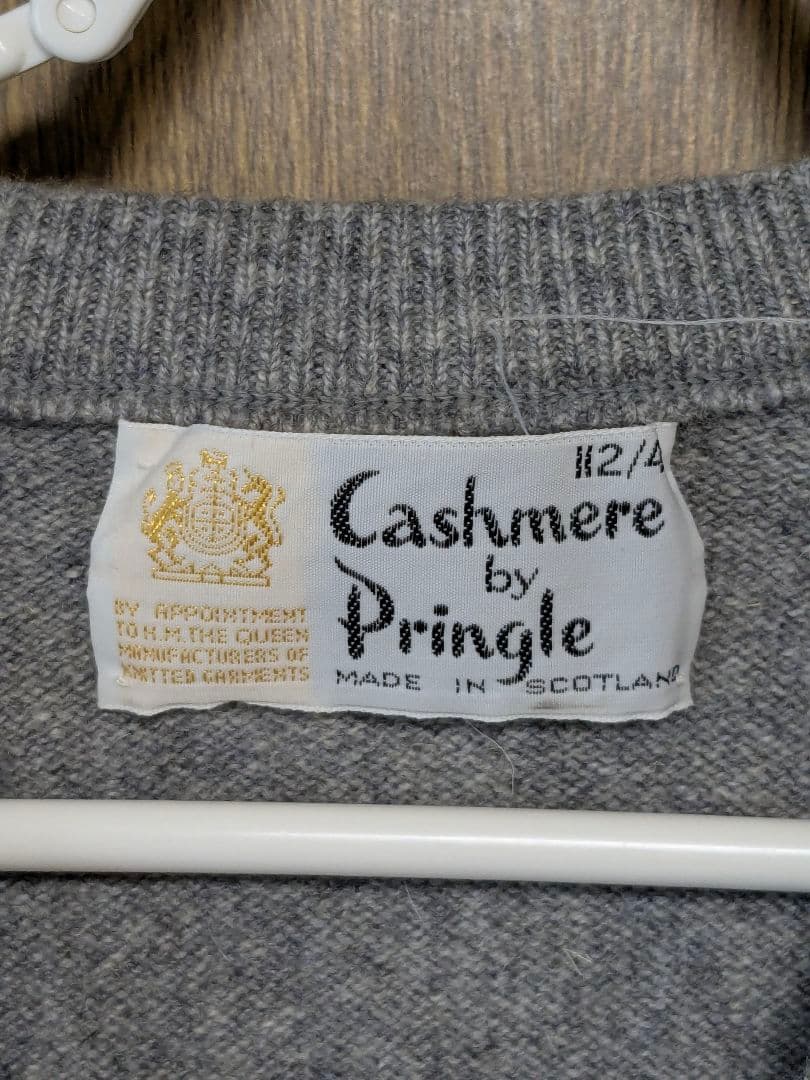 BY APPOINTMENT
TO H.M. THE QUEEN
MANUFACTURERS OF
KNITTED GARMENTS
112/4
Cashmere
by
Pringle
MADE IN SCOTLAND